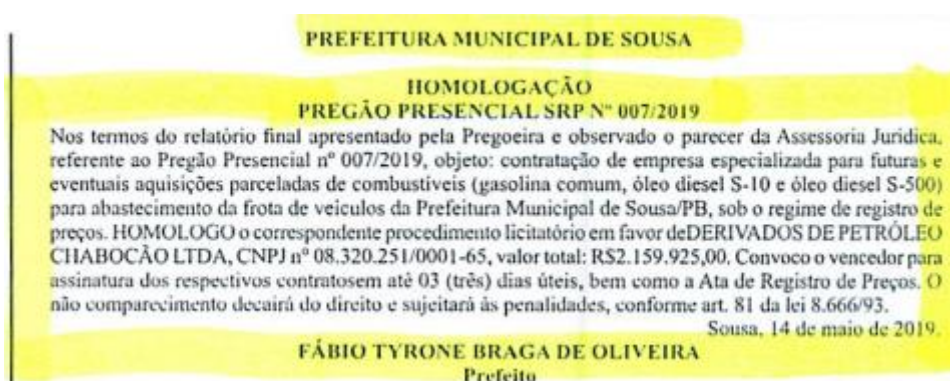 PREFEITURA MUNICIPAL DE SOUSA
HOMOLOGAÇÃO
PREGÃO PRESENCIAL SRP Nº 007/2019
Nos termos do relatório final apresentado pela Pregoeira e observado o parecer da Assessoria Jurídica,
referente ao Pregão Presencial nº 007/2019, objeto: contratação de empresa especializada para futuras e
eventuais aquisições parceladas de combustíveis (gasolina comum, óleo diesel S-10 e óleo diesel S-500)
para abastecimento da frota de veículos da Prefeitura Municipal de Sousa/PB, sob o regime de registro de
preços. HOMOLOGO o correspondente procedimento licitatório em favor deDERIVADOS DE PETRÓLEO
CHABOCÃO LTDA, CNPJ nº 08.320.251/0001-65, valor total: R$2.159.925,00. Convoco o vencedor para
assinatura dos respectivos contratosem até 03 (três) dias úteis, bem como a Ata de Registro de Preços. O
não comparecimento decairá do direito e sujeitará às penalidades, conforme art. 81 da lei 8.666/93.
Sousa, 14 de maio de 2019.
FÁBIO TYRONE BRAGA DE OLIVEIRA
Prefeito